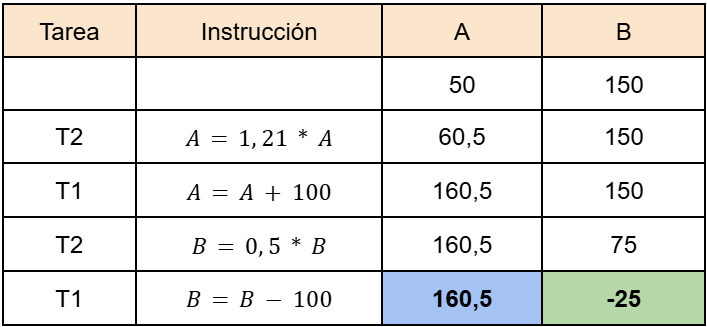 Tarea Instrucción A B
50 150
T2 A = 1,21 * A 60,5 150
T1 A = A + 100 160,5 150
T2 B = 0,5 * B 160,5 75
T1 B = B − 100 160,5 -25